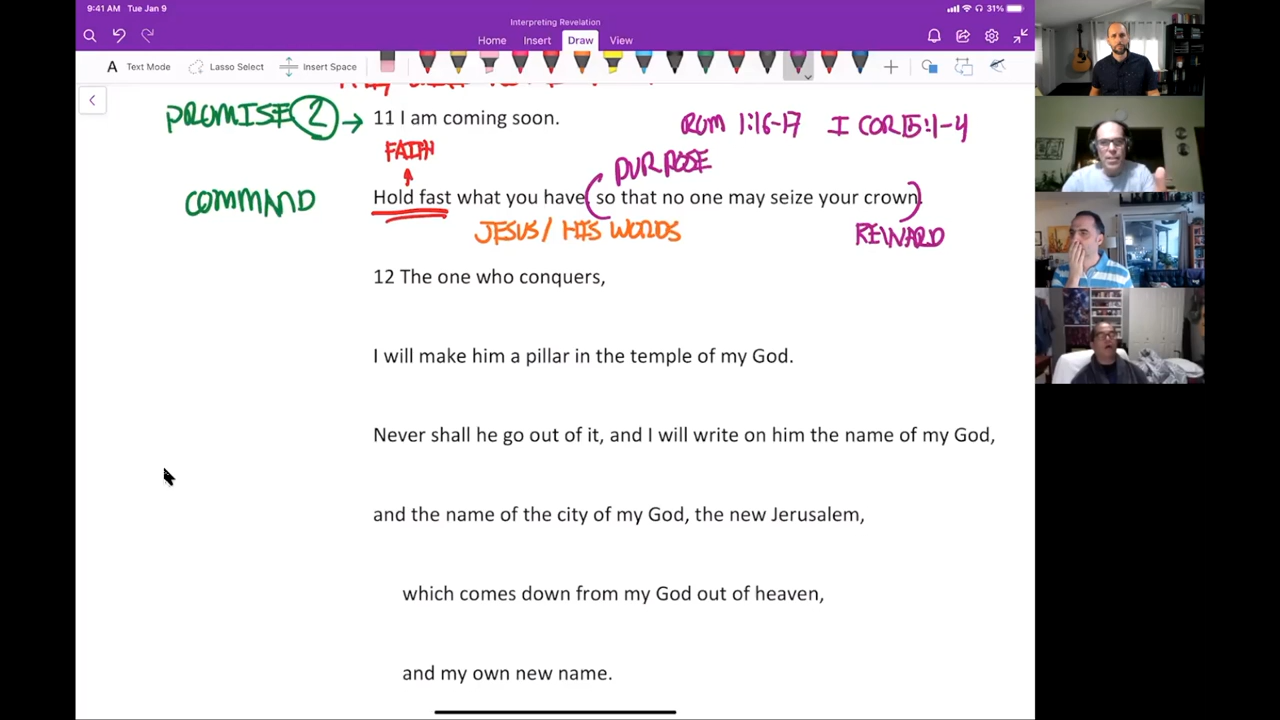 9:41 AM Tue Jan 9
31%
Interpreting Revelation
Home Insert Draw View
Text Mode Lasso Select Insert Space
PROMISE 2 → 11 I am coming soon.
ROM 1:16-17 I COR 15:1-4
FAITH
PURPOSE
COMMAND
Hold fast what you have (so that no one may seize your crown).
JESUS / HIS WORDS
REWARD
12 The one who conquers,
I will make him a pillar in the temple of my God.
Never shall he go out of it, and I will write on him the name of my God,
and the name of the city of my God, the new Jerusalem,
which comes down from my God out of heaven,
and my own new name.